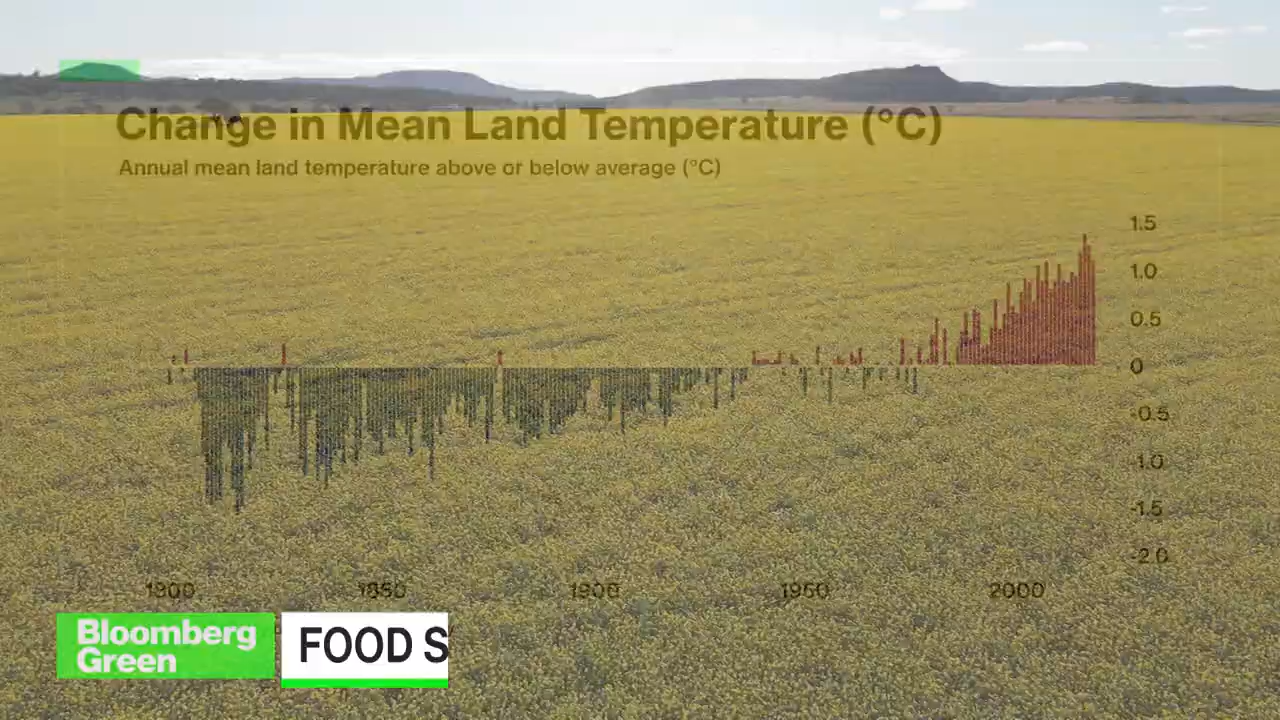 Change in Mean Land Temperature (°C)
Annual mean land temperature above or below average (°C)
1.5
1.0
0.5
0
-0.5
-1.0
-1.5
-2.0
1800
1850
1900
1950
2000
Bloomberg
Green
FOOD S